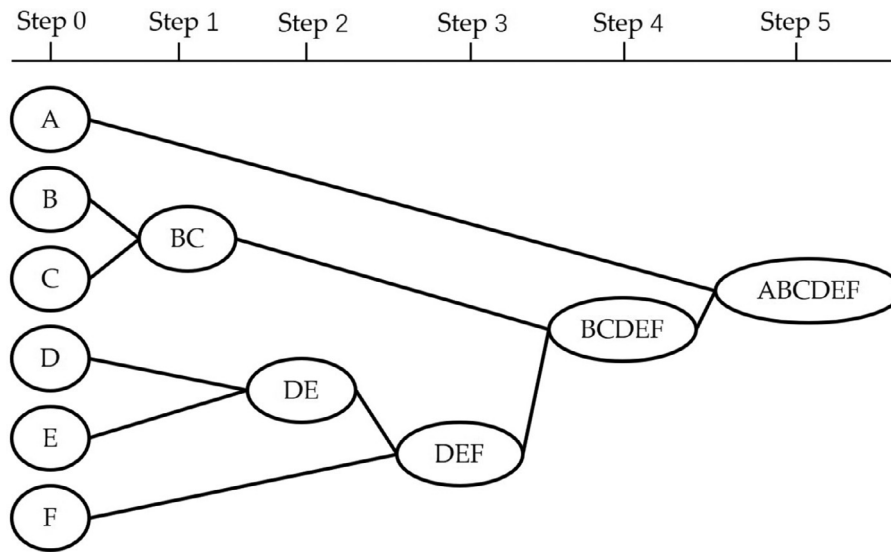 Step 0 Step 1 Step 2 Step 3 Step 4 Step 5
A
B
BC
C
ABCDEF
BCDEF
D
DE
E
DEF
F